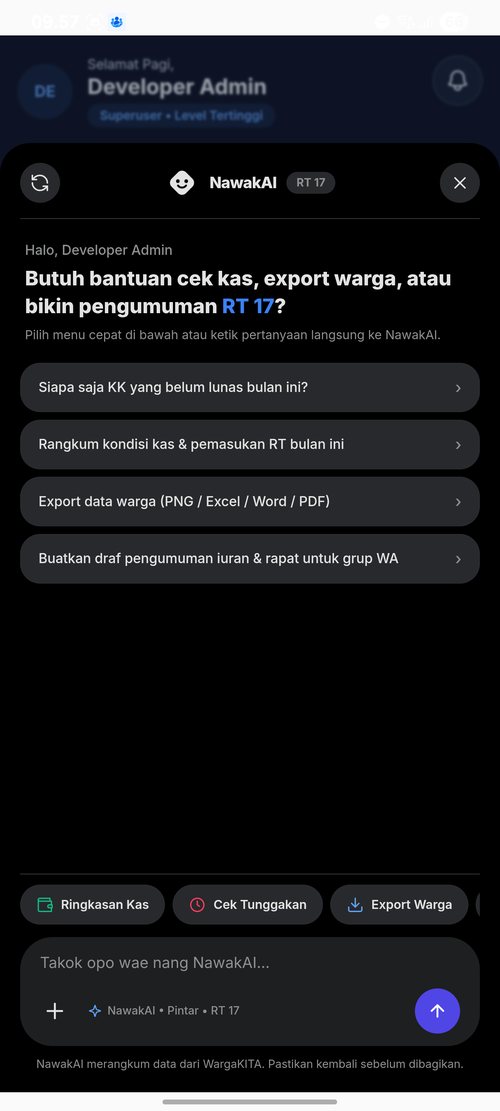 09.57
Selamat Pagi,
DE
Developer Admin
Superuser • Level Tertinggi
NawakAI
RT 17
Halo, Developer Admin
Butuh bantuan cek kas, export warga, atau
bikin pengumuman RT 17?
Pilih menu cepat di bawah atau ketik pertanyaan langsung ke NawakAI.
Siapa saja KK yang belum lunas bulan ini?
Rangkum kondisi kas & pemasukan RT bulan ini
Export data warga (PNG / Excel / Word / PDF)
Buatkan draf pengumuman iuran & rapat untuk grup WA
Ringkasan Kas
Cek Tunggakan
Export Warga
Takok opo wae nang NawakAI...
NawakAI • Pintar • RT 17
NawakAI merangkum data dari WargaKITA. Pastikan kembali sebelum dibagikan.